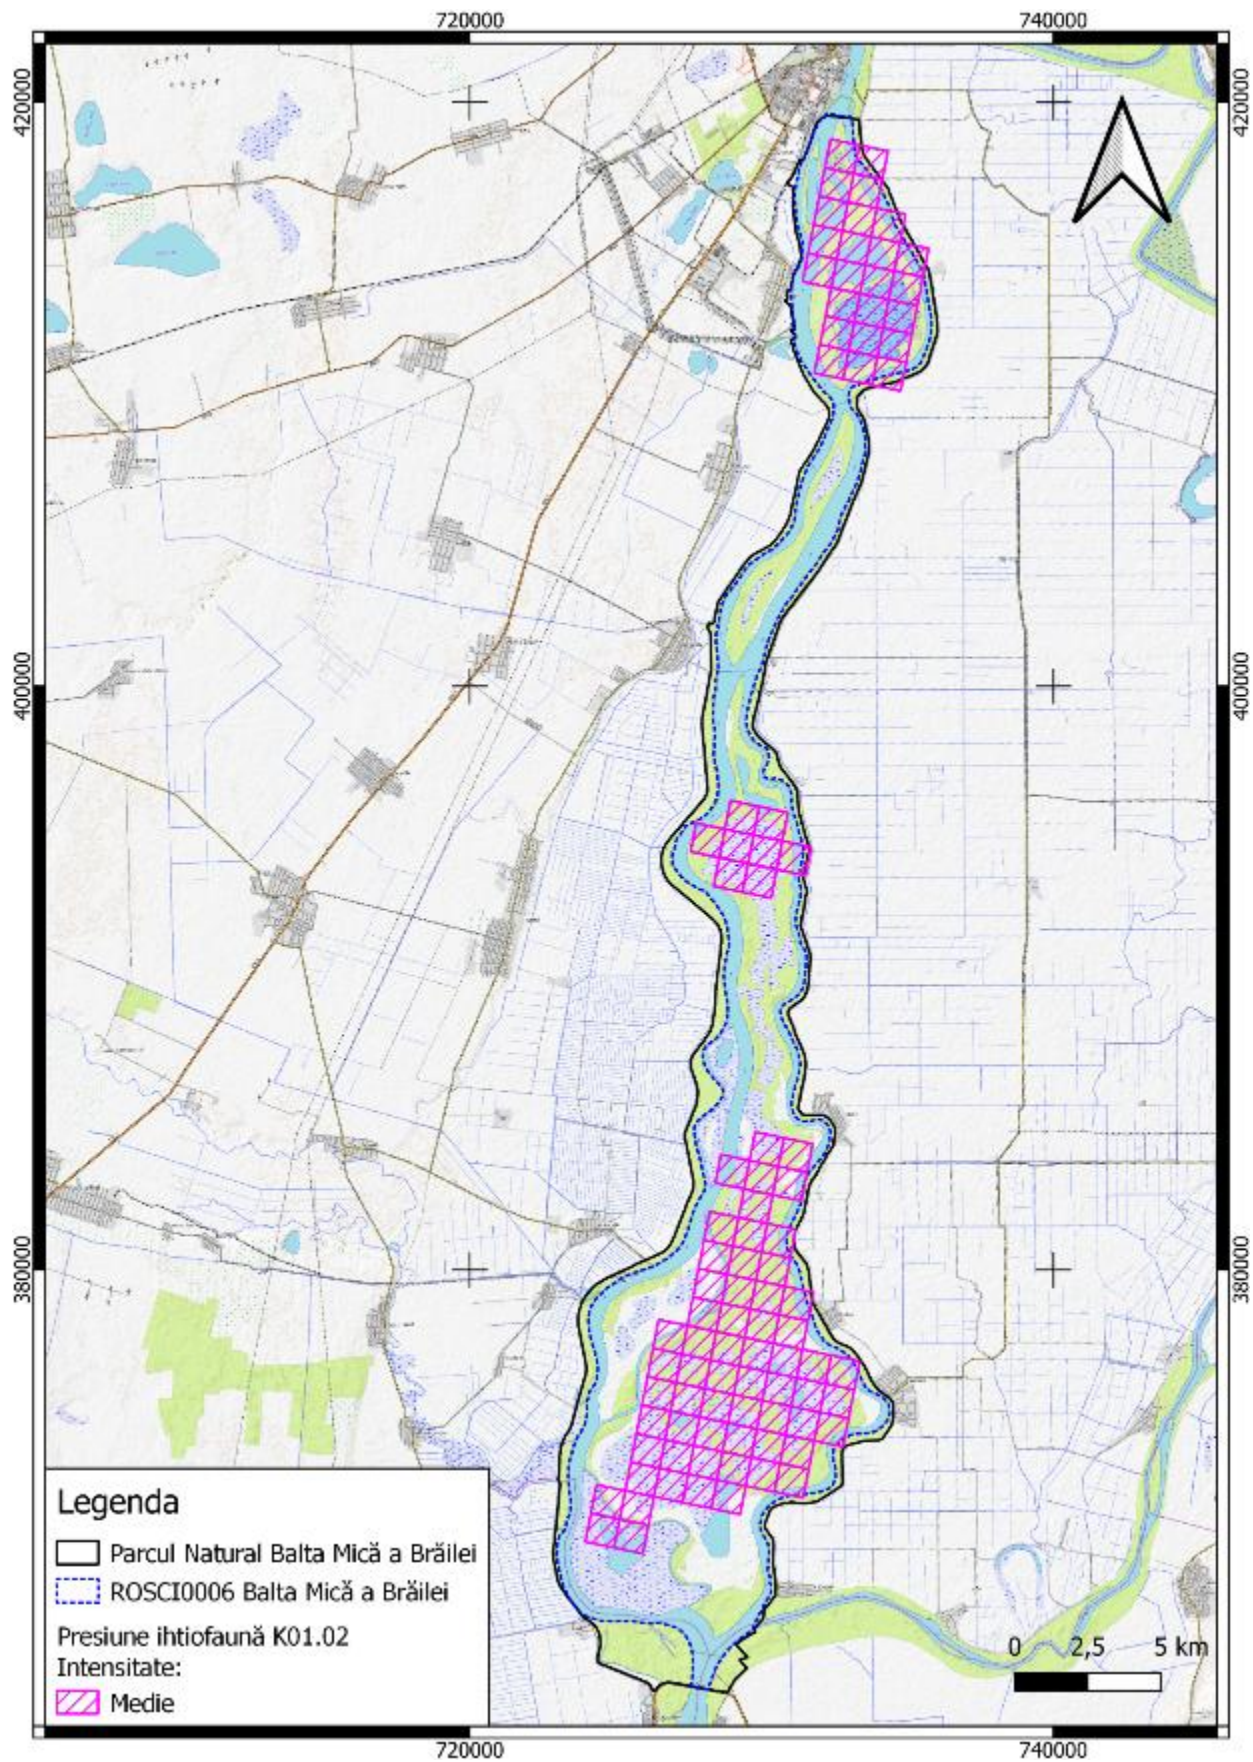 720000 740000
420000 420000
400000 400000
380000 380000
Legenda
Parcul Natural Balta Mică a Brăilei
ROSCI0006 Balta Mică a Brăilei
Presiune ihtiofaună K01.02
Intensitate:
Medie
0 2,5 5 km
720000 740000